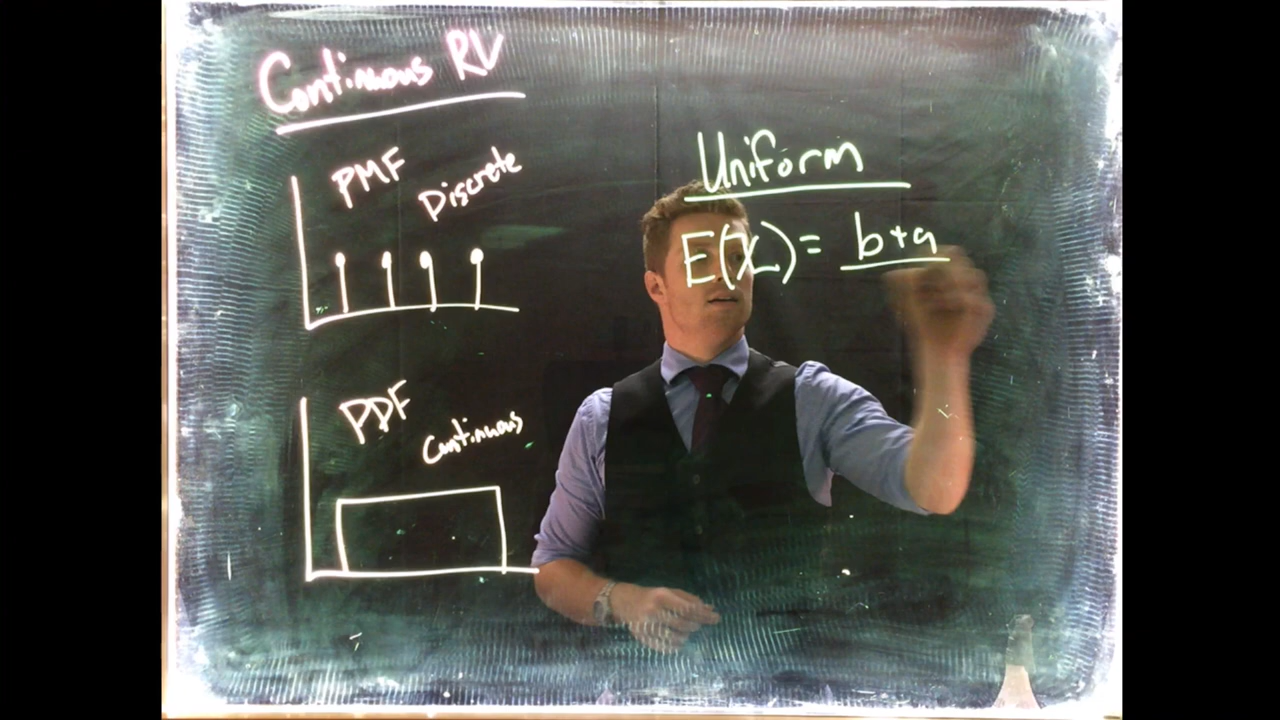 Continuous RV
PMF
Discrete
PDF
Continuous
Uniform
E(X)= b+a